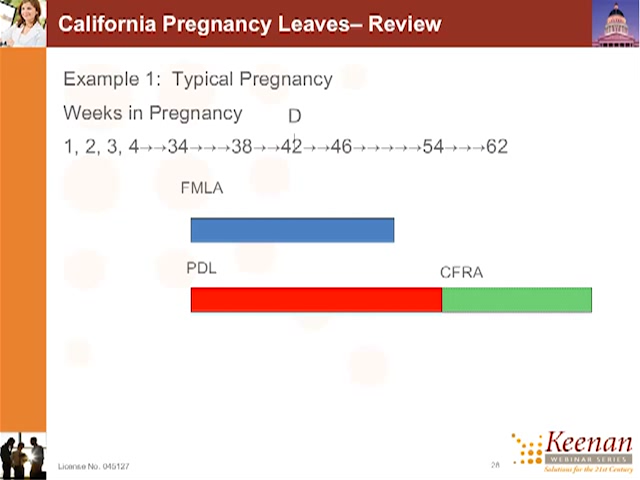 California Pregnancy Leaves– Review
Example 1: Typical Pregnancy
Weeks in Pregnancy
D
1, 2, 3, 4→→34→→→38→→42→→46→→→→→54→→→62
FMLA
PDL
CFRA
Keenan
WEBINAR SERIES
Solutions for the 21st Century
License No. 045127
26